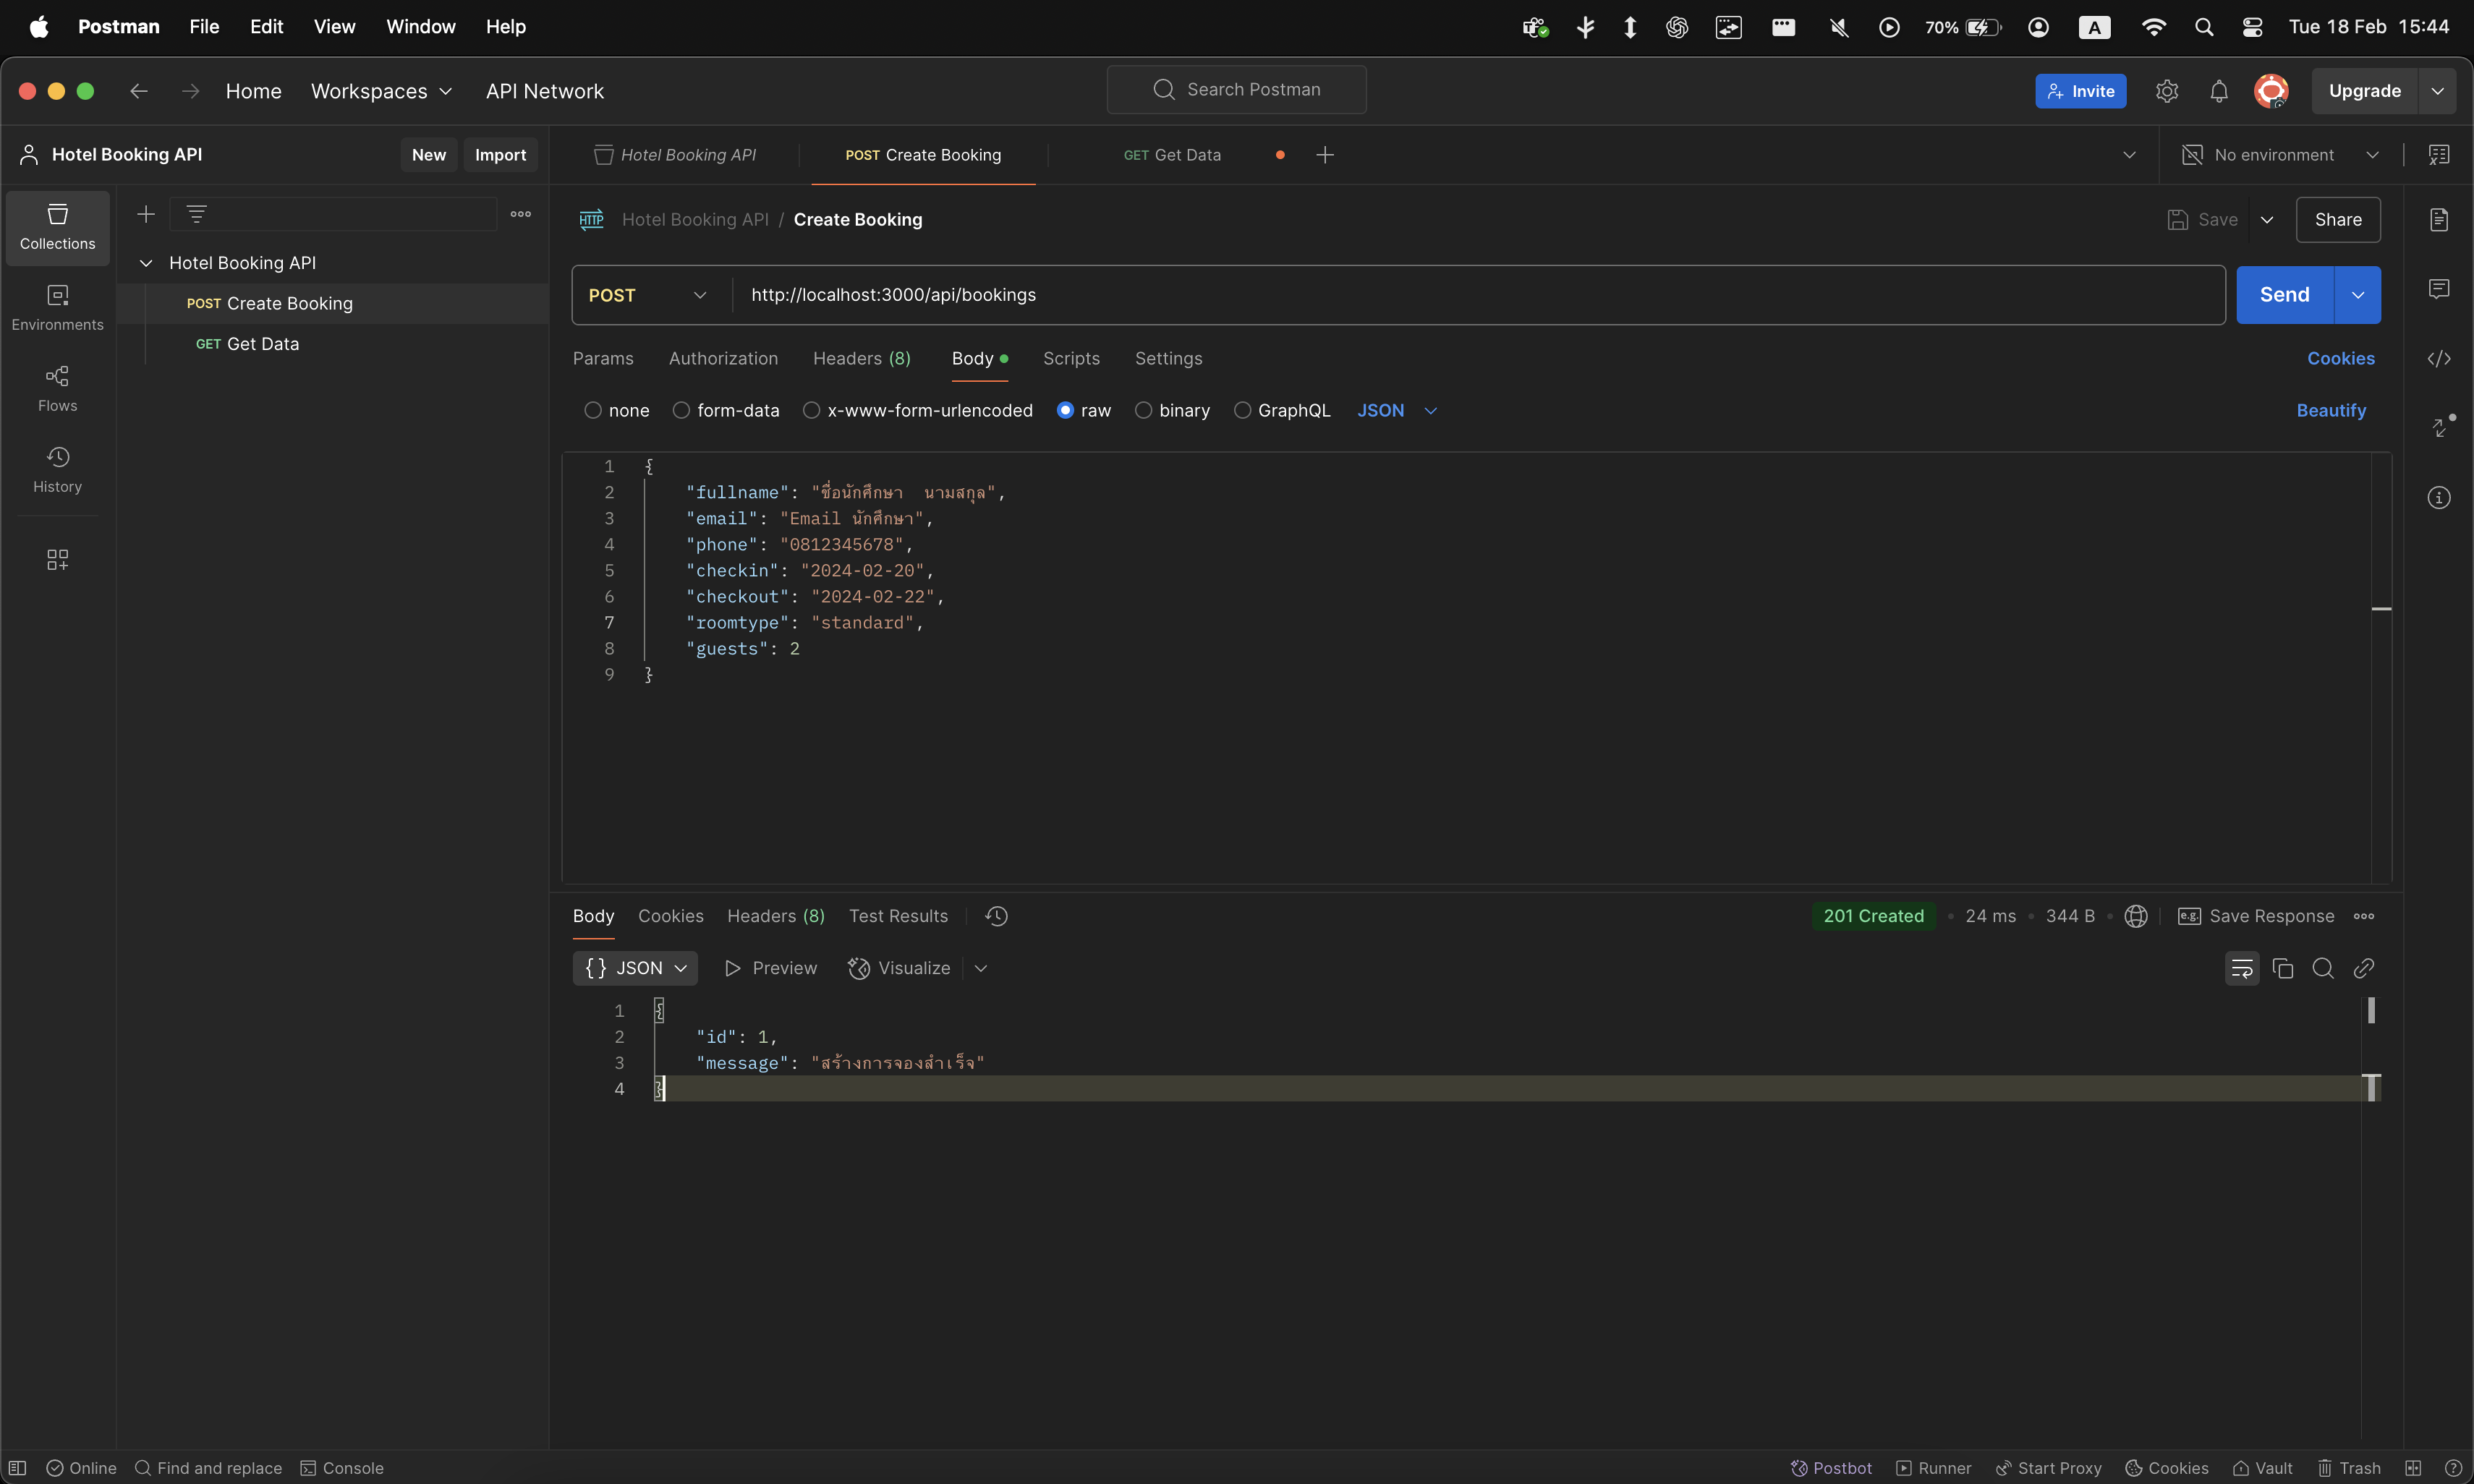 Postman File Edit View Window Help 70% A Tue 18 Feb 15:44
Home Workspaces API Network Search Postman Invite Upgrade
Hotel Booking API New Import Hotel Booking API POST Create Booking GET Get Data No environment
Collections
Environments
Flows
History
Hotel Booking API
POST Create Booking
GET Get Data
HTTP Hotel Booking API / Create Booking Save Share
POST http://localhost:3000/api/bookings Send
Params Authorization Headers (8) Body Scripts Settings Cookies
none form-data x-www-form-urlencoded raw binary GraphQL JSON Beautify
1 {
2 "fullname": "ชื่อนักศึกษา  นามสกุล",
3 "email": "Email นักศึกษา",
4 "phone": "0812345678",
5 "checkin": "2024-02-20",
6 "checkout": "2024-02-22",
7 "roomtype": "standard",
8 "guests": 2
9 }
Body Cookies Headers (8) Test Results 201 Created 24 ms 344 B e.g. Save Response
{} JSON Preview Visualize
1 {
2 "id": 1,
3 "message": "สร้างการจองสำเร็จ"
4 }
Online Find and replace Console Postbot Runner Start Proxy Cookies Vault Trash